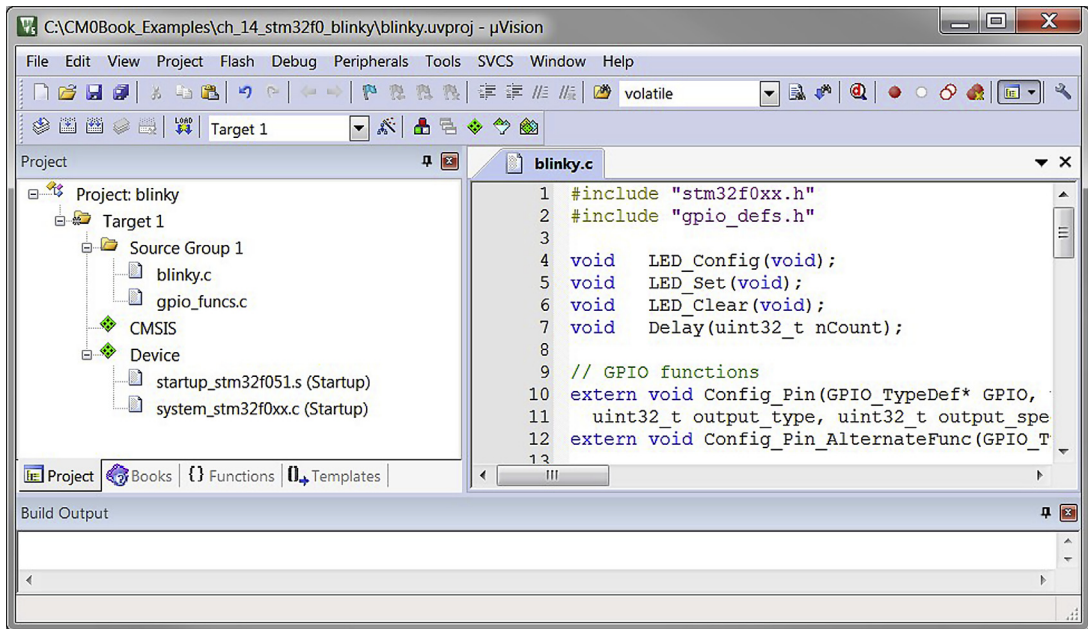 C:\CM0Book_Examples\ch_14_stm32f0_blinky\blinky.uvproj - µVision
File Edit View Project Flash Debug Peripherals Tools SVCS Window Help
volatile
LOAD
Target 1
Project
Project: blinky
Target 1
Source Group 1
blinky.c
gpio_funcs.c
CMSIS
Device
startup_stm32f051.s (Startup)
system_stm32f0xx.c (Startup)
Project Books {} Functions Templates
blinky.c
1 #include "stm32f0xx.h"
2 #include "gpio_defs.h"
3
4 void LED_Config(void);
5 void LED_Set(void);
6 void LED_Clear(void);
7 void Delay(uint32_t nCount);
8
9 // GPIO functions
10 extern void Config_Pin(GPIO_TypeDef* GPIO,
11 uint32_t output_type, uint32_t output_spe
12 extern void Config_Pin_AlternateFunc(GPIO_T
13
Build Output